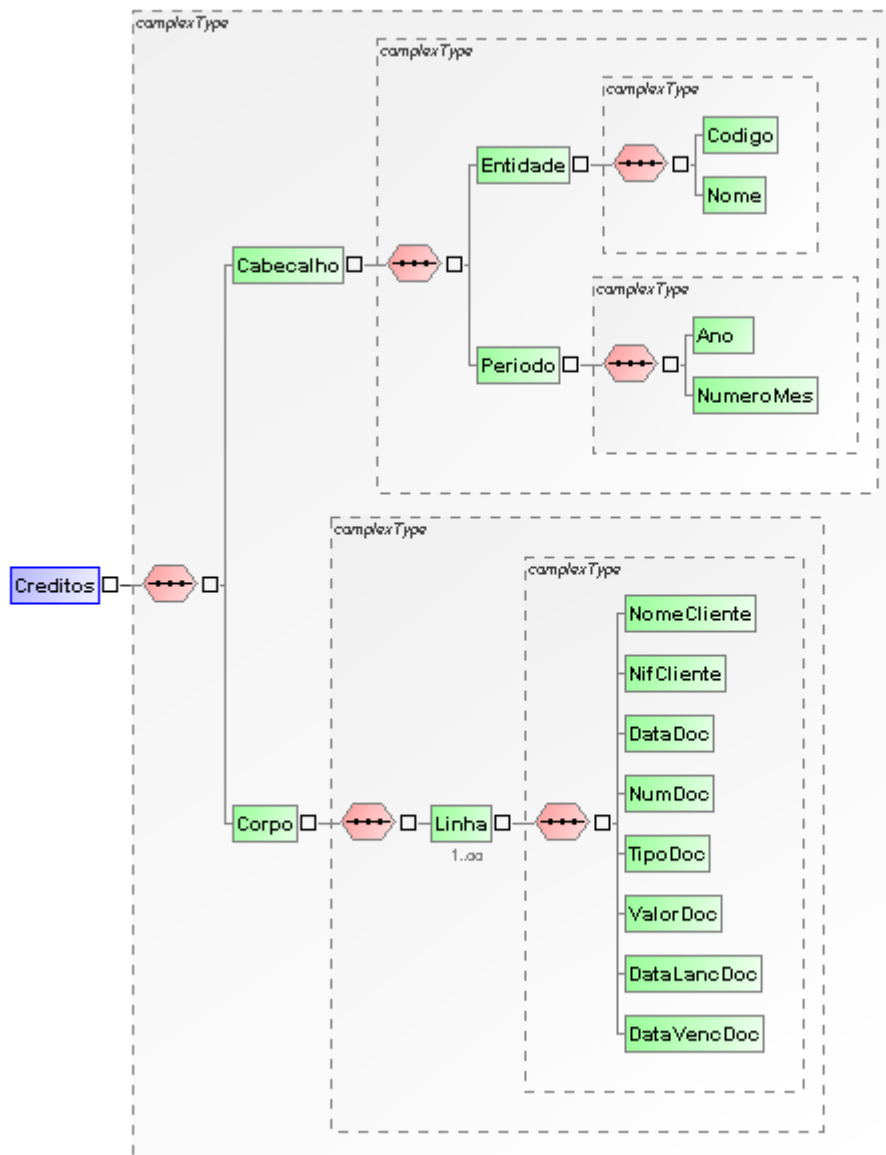 complexType
complexType
complexType
Codigo
Entidade
Nome
Cabecalho
complexType
Ano
Periodo
NumeroMes
complexType
complexType
Creditos
NomeCliente
NifCliente
DataDoc
NumDoc
Corpo
Linha
1..∞
TipoDoc
ValorDoc
DataLancDoc
DataVencDoc